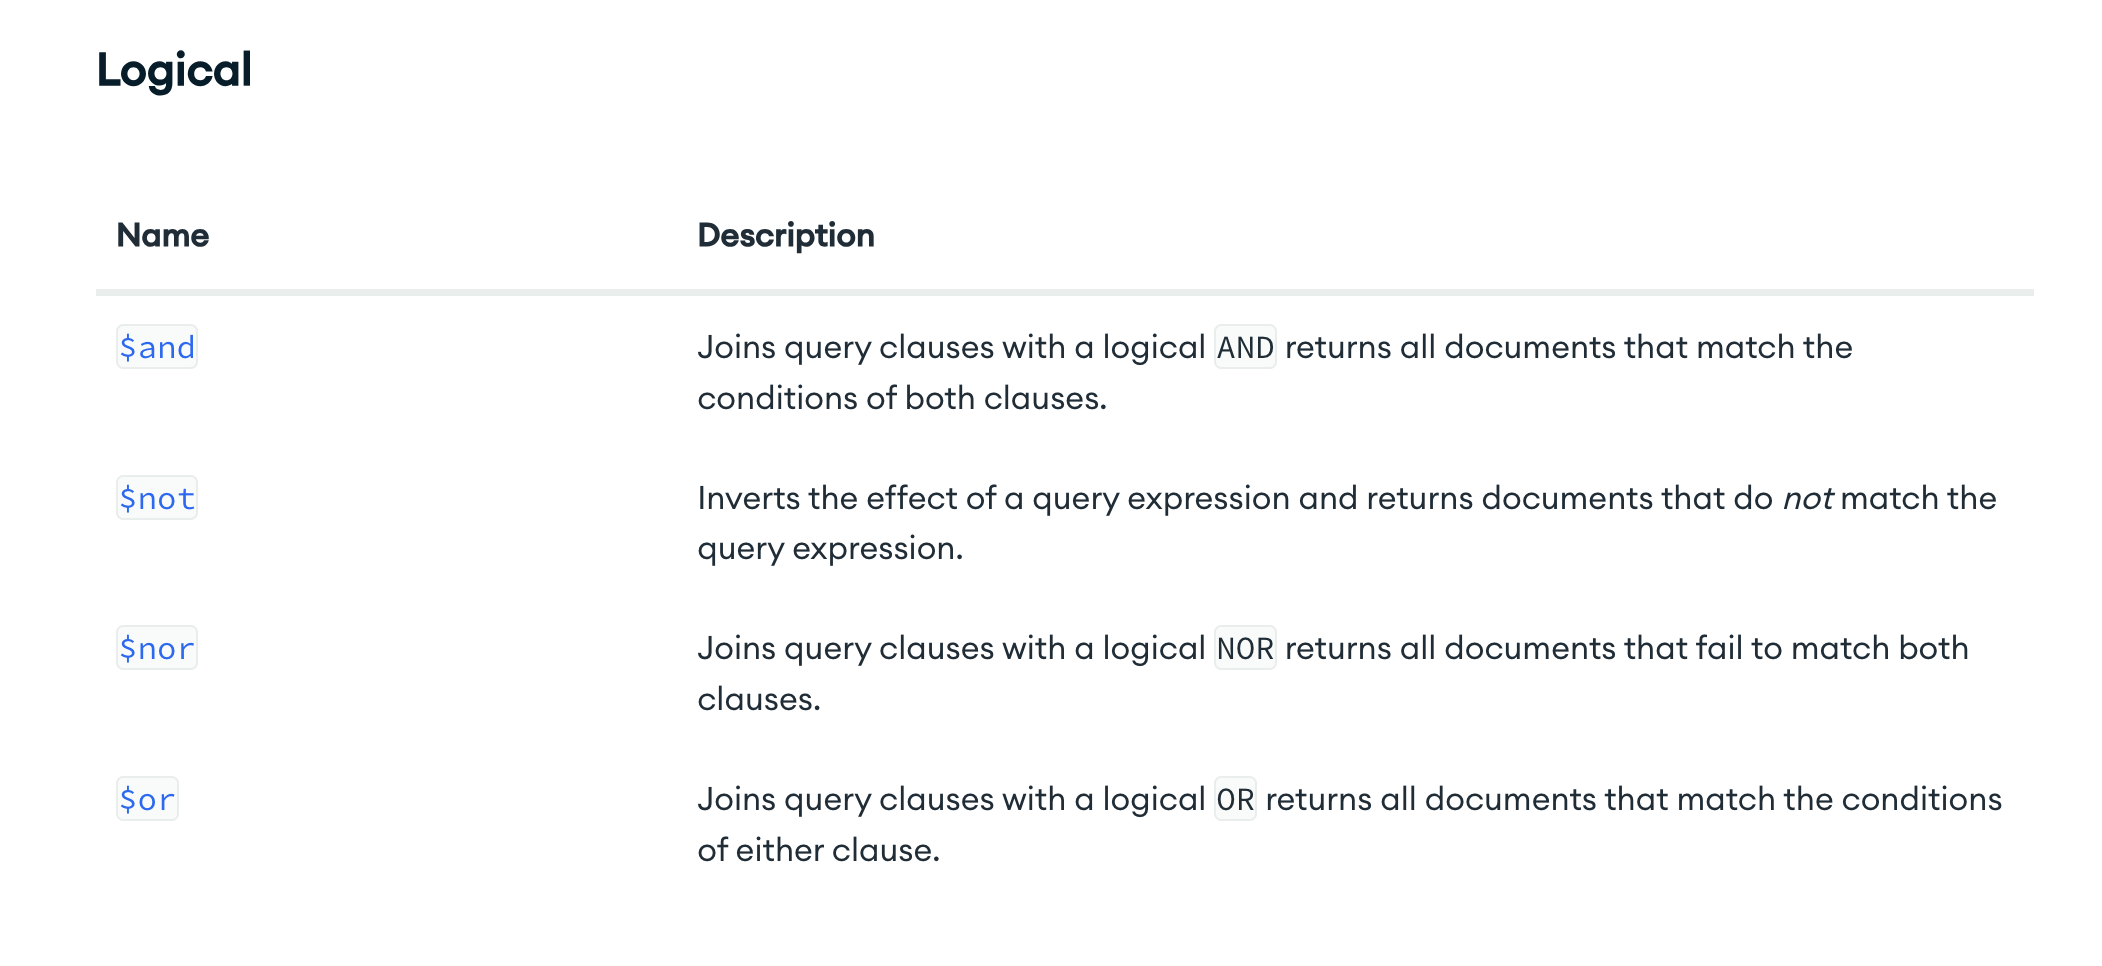 Logical
Name Description
$and Joins query clauses with a logical AND returns all documents that match the
conditions of both clauses.
$not Inverts the effect of a query expression and returns documents that do not match the
query expression.
$nor Joins query clauses with a logical NOR returns all documents that fail to match both
clauses.
$or Joins query clauses with a logical OR returns all documents that match the conditions
of either clause.